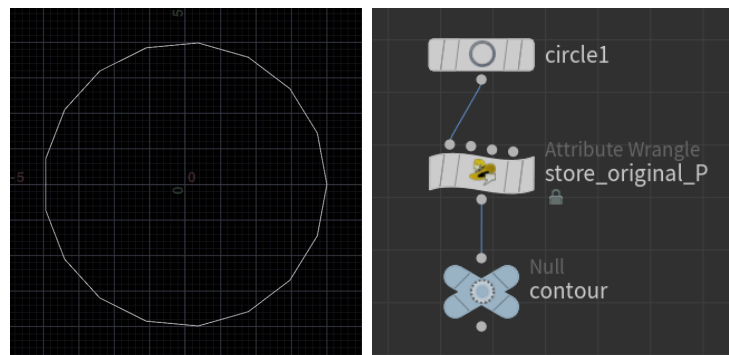 5
-5
0
0
circle1
Attribute Wrangle
store_original_P
Null
contour